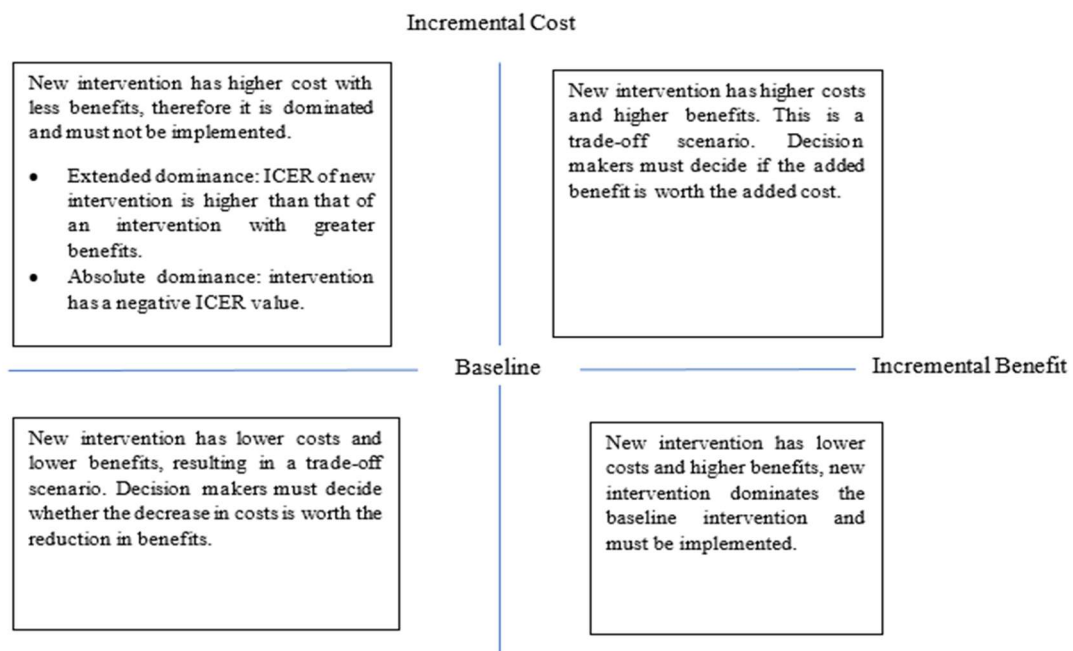 Incremental Cost
New intervention has higher cost with
less benefits, therefore it is dominated
and must not be implemented.
• Extended dominance: ICER of new
intervention is higher than that of
an intervention with greater
benefits.
• Absolute dominance: intervention
has a negative ICER value.
New intervention has higher costs
and higher benefits. This is a
trade-off scenario. Decision
makers must decide if the added
benefit is worth the added cost.
Baseline
Incremental Benefit
New intervention has lower costs and
lower benefits, resulting in a trade-off
scenario. Decision makers must decide
whether the decrease in costs is worth the
reduction in benefits.
New intervention has lower
costs and higher benefits, new
intervention dominates the
baseline intervention and
must be implemented.